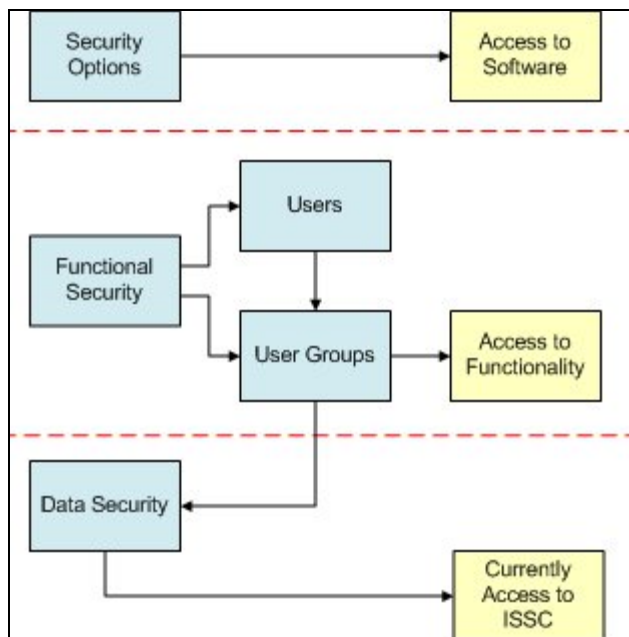 Security
Options
Access to
Software
Users
Functional
Security
User Groups
Access to
Functionality
Data Security
Currently
Access to
ISSC